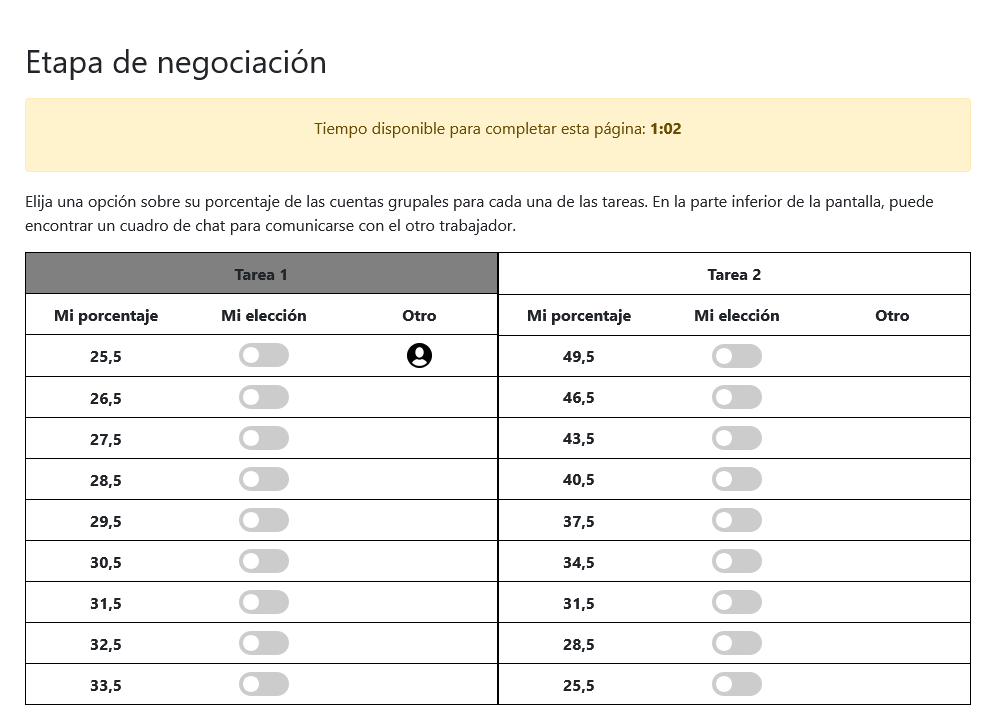 Etapa de negociación
Tiempo disponible para completar esta página: 1:02
Elija una opción sobre su porcentaje de las cuentas grupales para cada una de las tareas. En la parte inferior de la pantalla, puede
encontrar un cuadro de chat para comunicarse con el otro trabajador.
Tarea 1 Tarea 2
Mi porcentaje Mi elección Otro Mi porcentaje Mi elección Otro
25,5 49,5
26,5 46,5
27,5 43,5
28,5 40,5
29,5 37,5
30,5 34,5
31,5 31,5
32,5 28,5
33,5 25,5